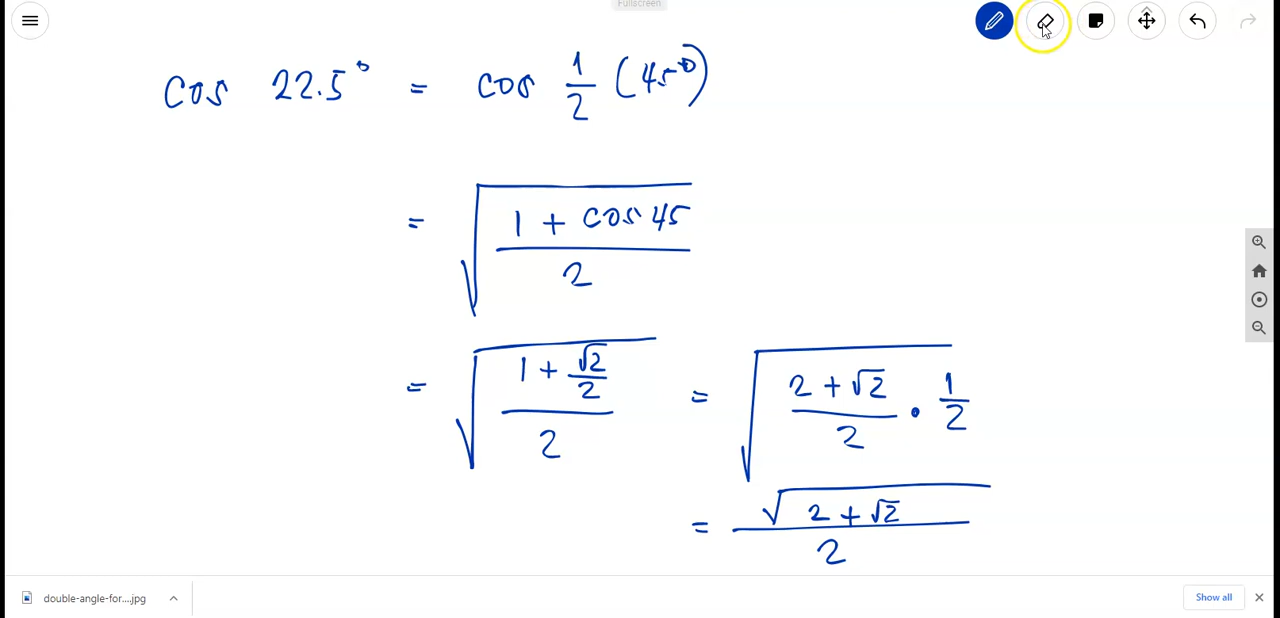 Fullscreen
cos 22.5° = cos 1/2 (45°)
= √((1 + cos 45)/2)
= √((1 + √2/2)/2) = √((2 + √2)/2 • 1/2)
= √(2 + √2)/2
double-angle-for....jpg
Show all